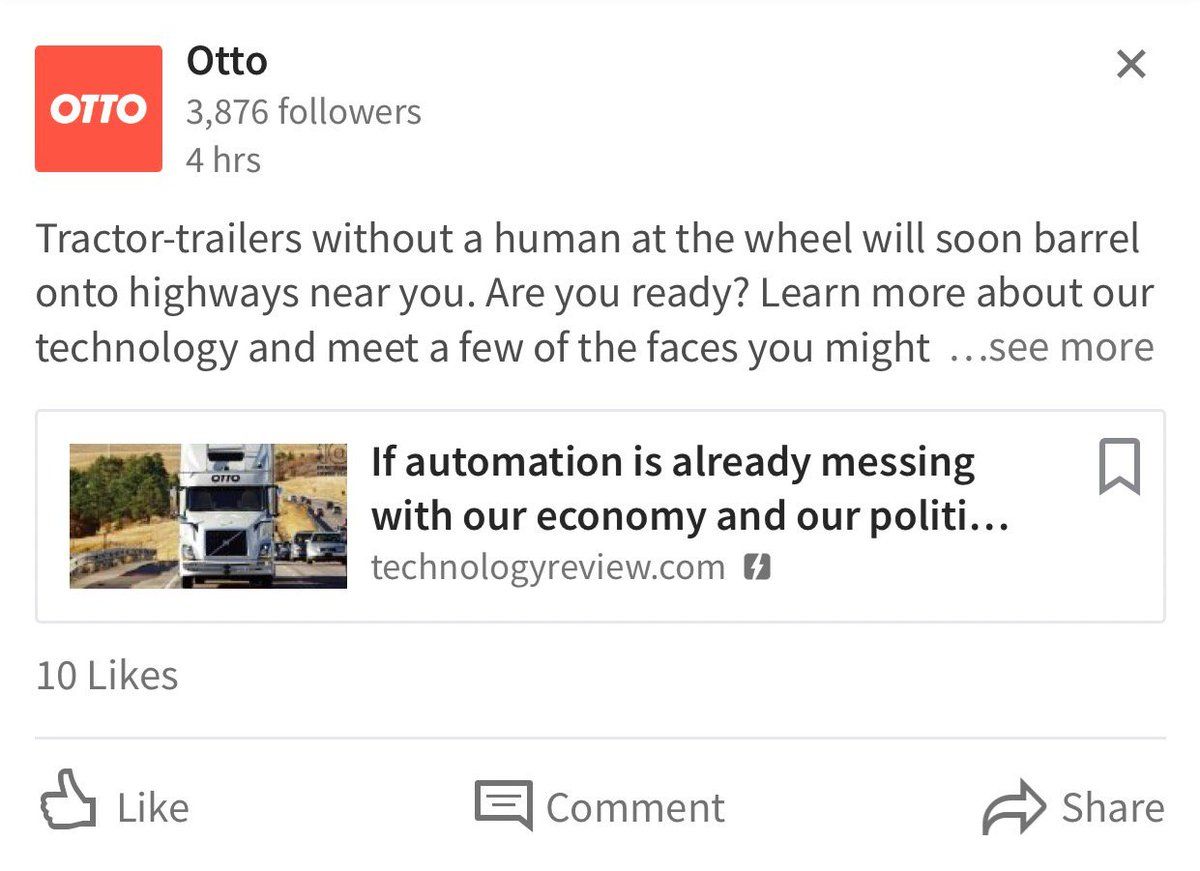 OTTO
Otto
3,876 followers
4 hrs
Tractor-trailers without a human at the wheel will soon barrel
onto highways near you. Are you ready? Learn more about our
technology and meet a few of the faces you might …see more
OTTO
If automation is already messing
with our economy and our politi…
technologyreview.com
10 Likes
Like
Comment
Share